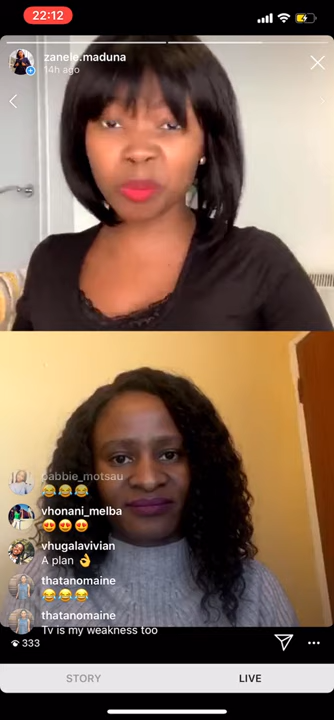 22:12
zanele.maduna
14h ago
babbie_motsau
😂😂😂
vhonani_melba
😍😍😍
vhugalavivian
A plan 👌
thatanomaine
😂😂😂
thatanomaine
Tv is my weakness too
333
STORY
LIVE